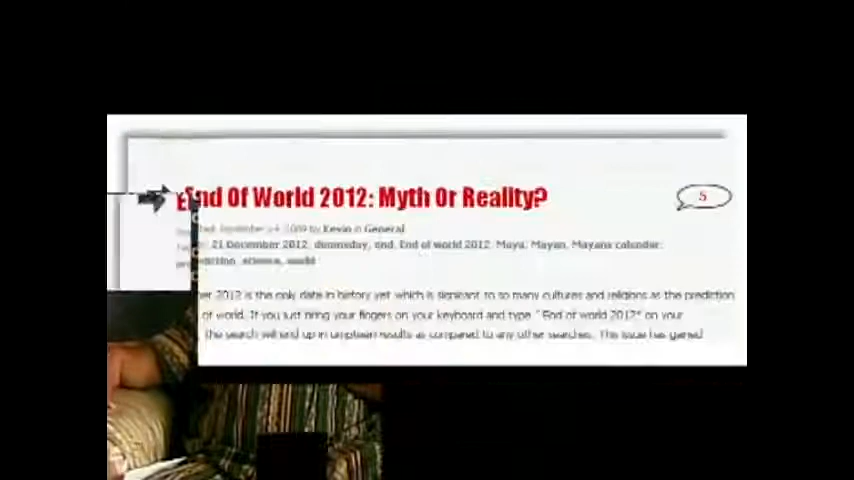 End Of World 2012: Myth Or Reality?
5
2009 by Kevin in General
21 December 2012, doomsday, end, End of world 2012, Maya, Mayan, Mayans calender,
science, world
2012 is the only date in history yet which is signicant to so many cultures and religions as the prediction
of world. If you just bring your fingers on your keyboard and type " End of world 2012" on your
the search will end up in umpteen results as compared to any other searches. The issue has gained